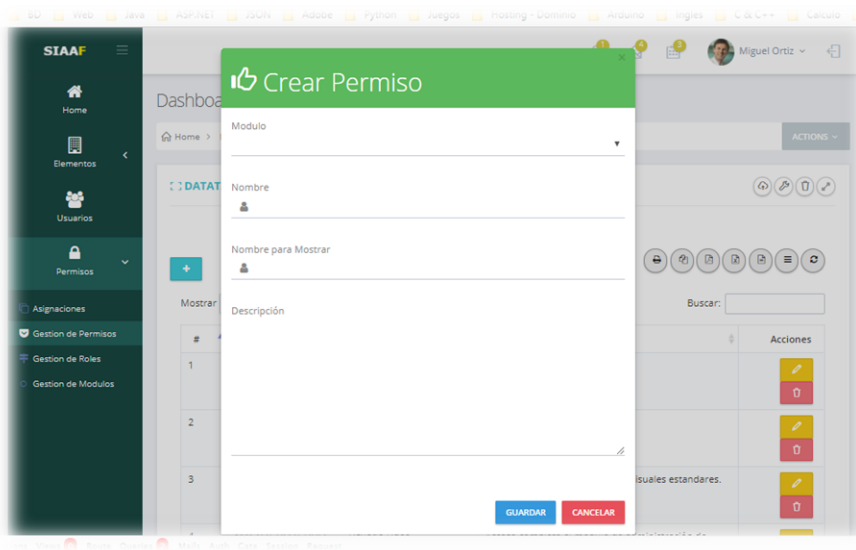 BD Web Java ASP.NET JSON Adobe Python Juegos Hosting - Dominio Arduino Ingles C & C++ Calculo
SIAAF
Miguel Ortiz
Home
Elementos
Usuarios
Permisos
Asignaciones
Gestion de Permisos
Gestion de Roles
Gestion de Modulos
Dashboa
Home >
ACTIONS
DATAT
Crear Permiso
×
Modulo
Nombre
Nombre para Mostrar
Descripción
GUARDAR CANCELAR
Mostrar
Buscar:
# Acciones
1
2
3 isuales estandares.